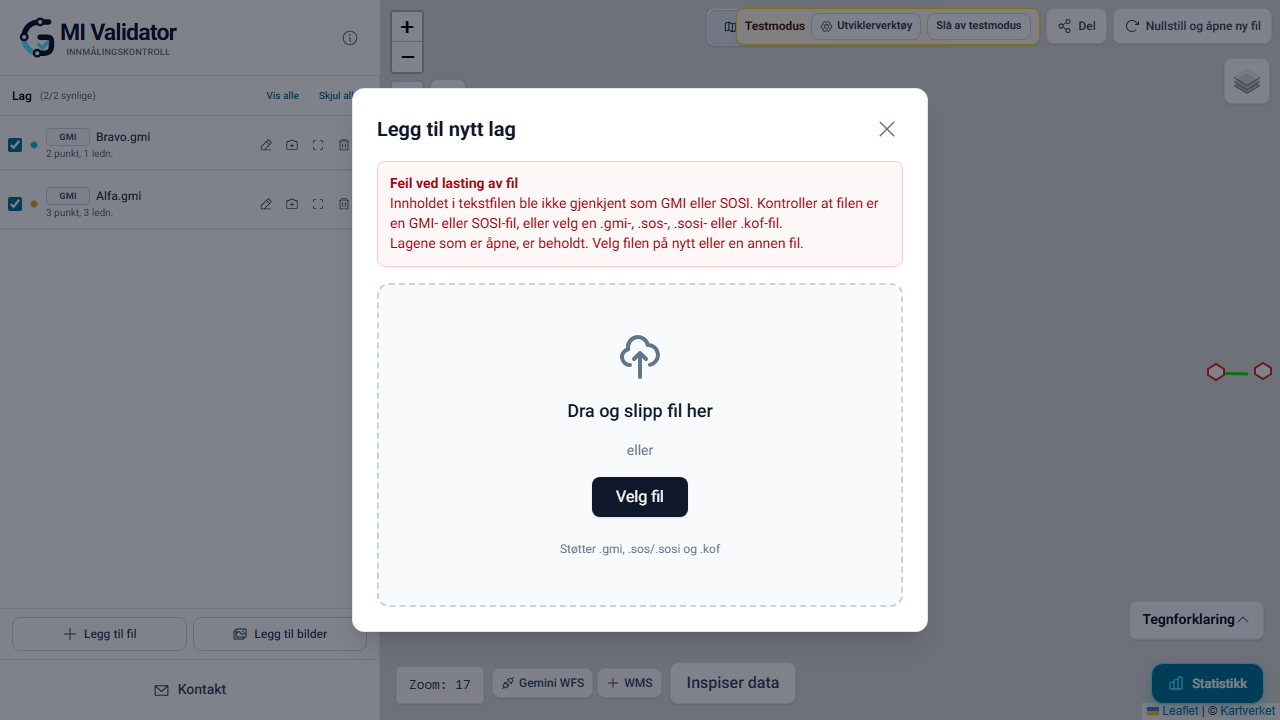 MI Validator
INNMÅLINGSKONTROLL
Lag (2/2 synlige) Vis alle Skjul
GMI Bravo.gmi
2 punkt, 1 ledn.
GMI Alfa.gmi
3 punkt, 3 ledn.
Legg til fil Legg til bilder
Kontakt
+
−
Testmodus Utviklerverktøy Slå av testmodus
Del
Nullstill og åpne ny fil
Legg til nytt lag
Feil ved lasting av fil
Innholdet i tekstfilen ble ikke gjenkjent som GMI eller SOSI. Kontroller at filen er
en GMI- eller SOSI-fil, eller velg en .gmi-, .sos-, .sosi- eller .kof-fil.
Lagene som er åpne, er beholdt. Velg filen på nytt eller en annen fil.
Dra og slipp fil her
eller
Velg fil
Støtter .gmi, .sos/.sosi og .kof
Tegnforklaring
Zoom: 17 Gemini WFS WMS Inspiser data
Statistikk
Leaflet | © Kartverket